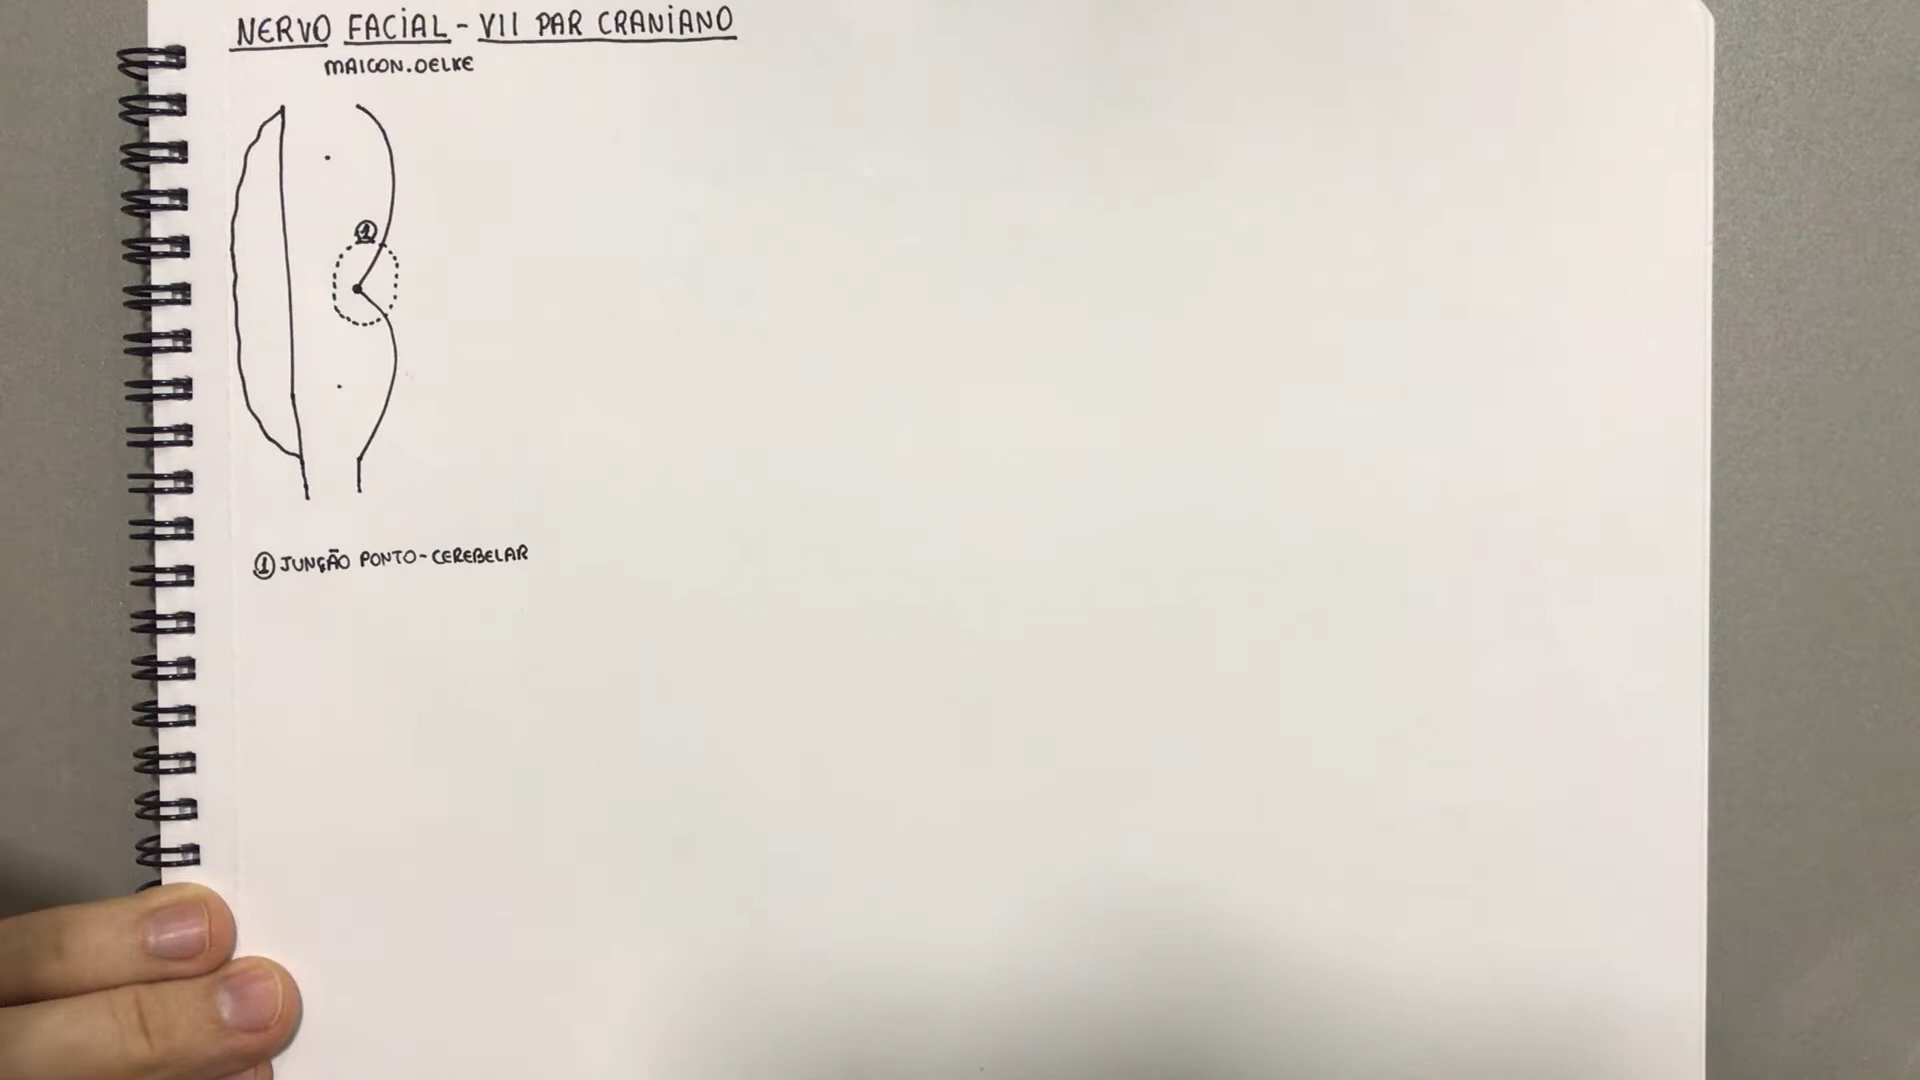 NERVO FACIAL - VII PAR CRANIANO
MAICON.OELKE
1
1 JUNÇÃO PONTO-CEREBELAR